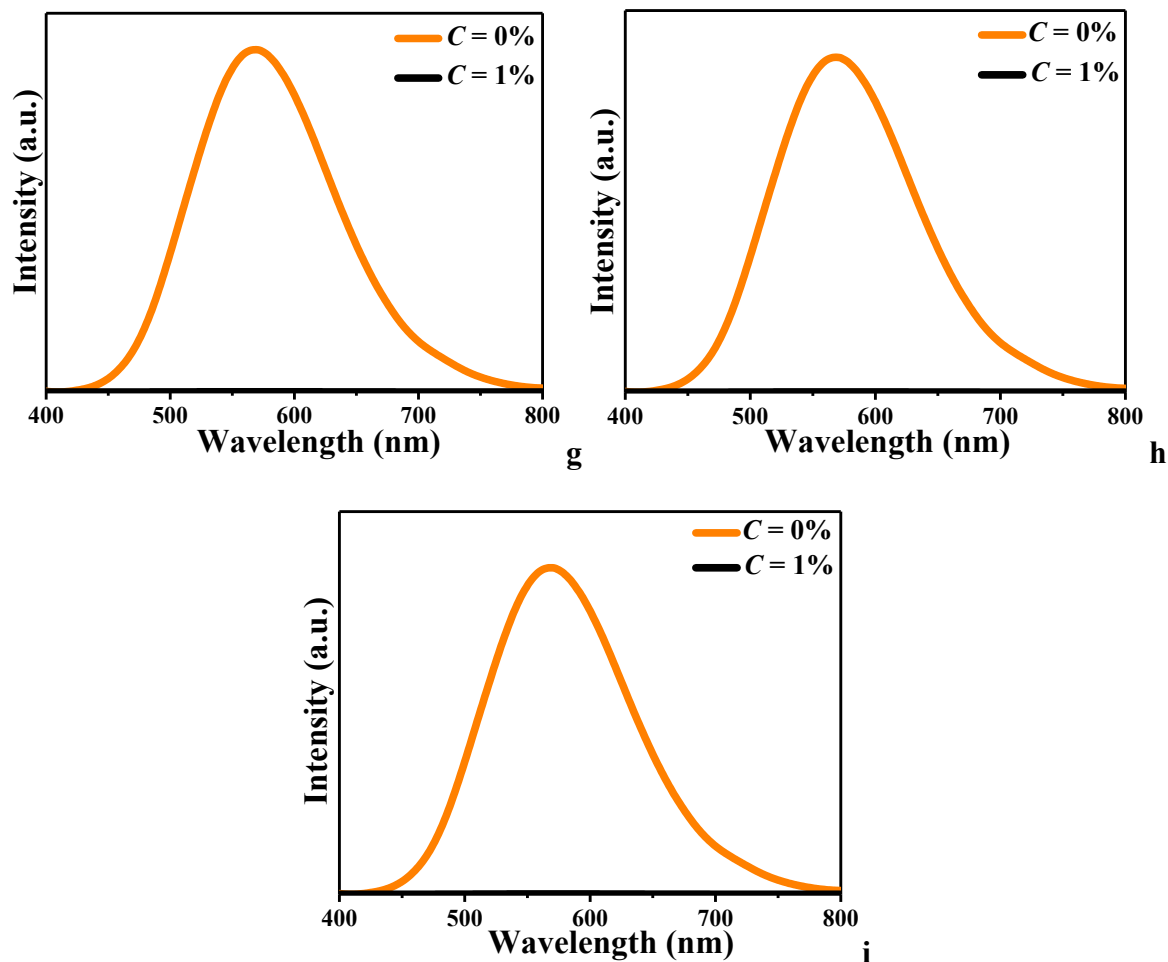 C = 0%
C = 1%
Intensity (a.u.)
400 500 600 700 800
Wavelength (nm)
g
C = 0%
C = 1%
Intensity (a.u.)
400 500 600 700 800
Wavelength (nm)
h
C = 0%
C = 1%
Intensity (a.u.)
400 500 600 700 800
Wavelength (nm)
i